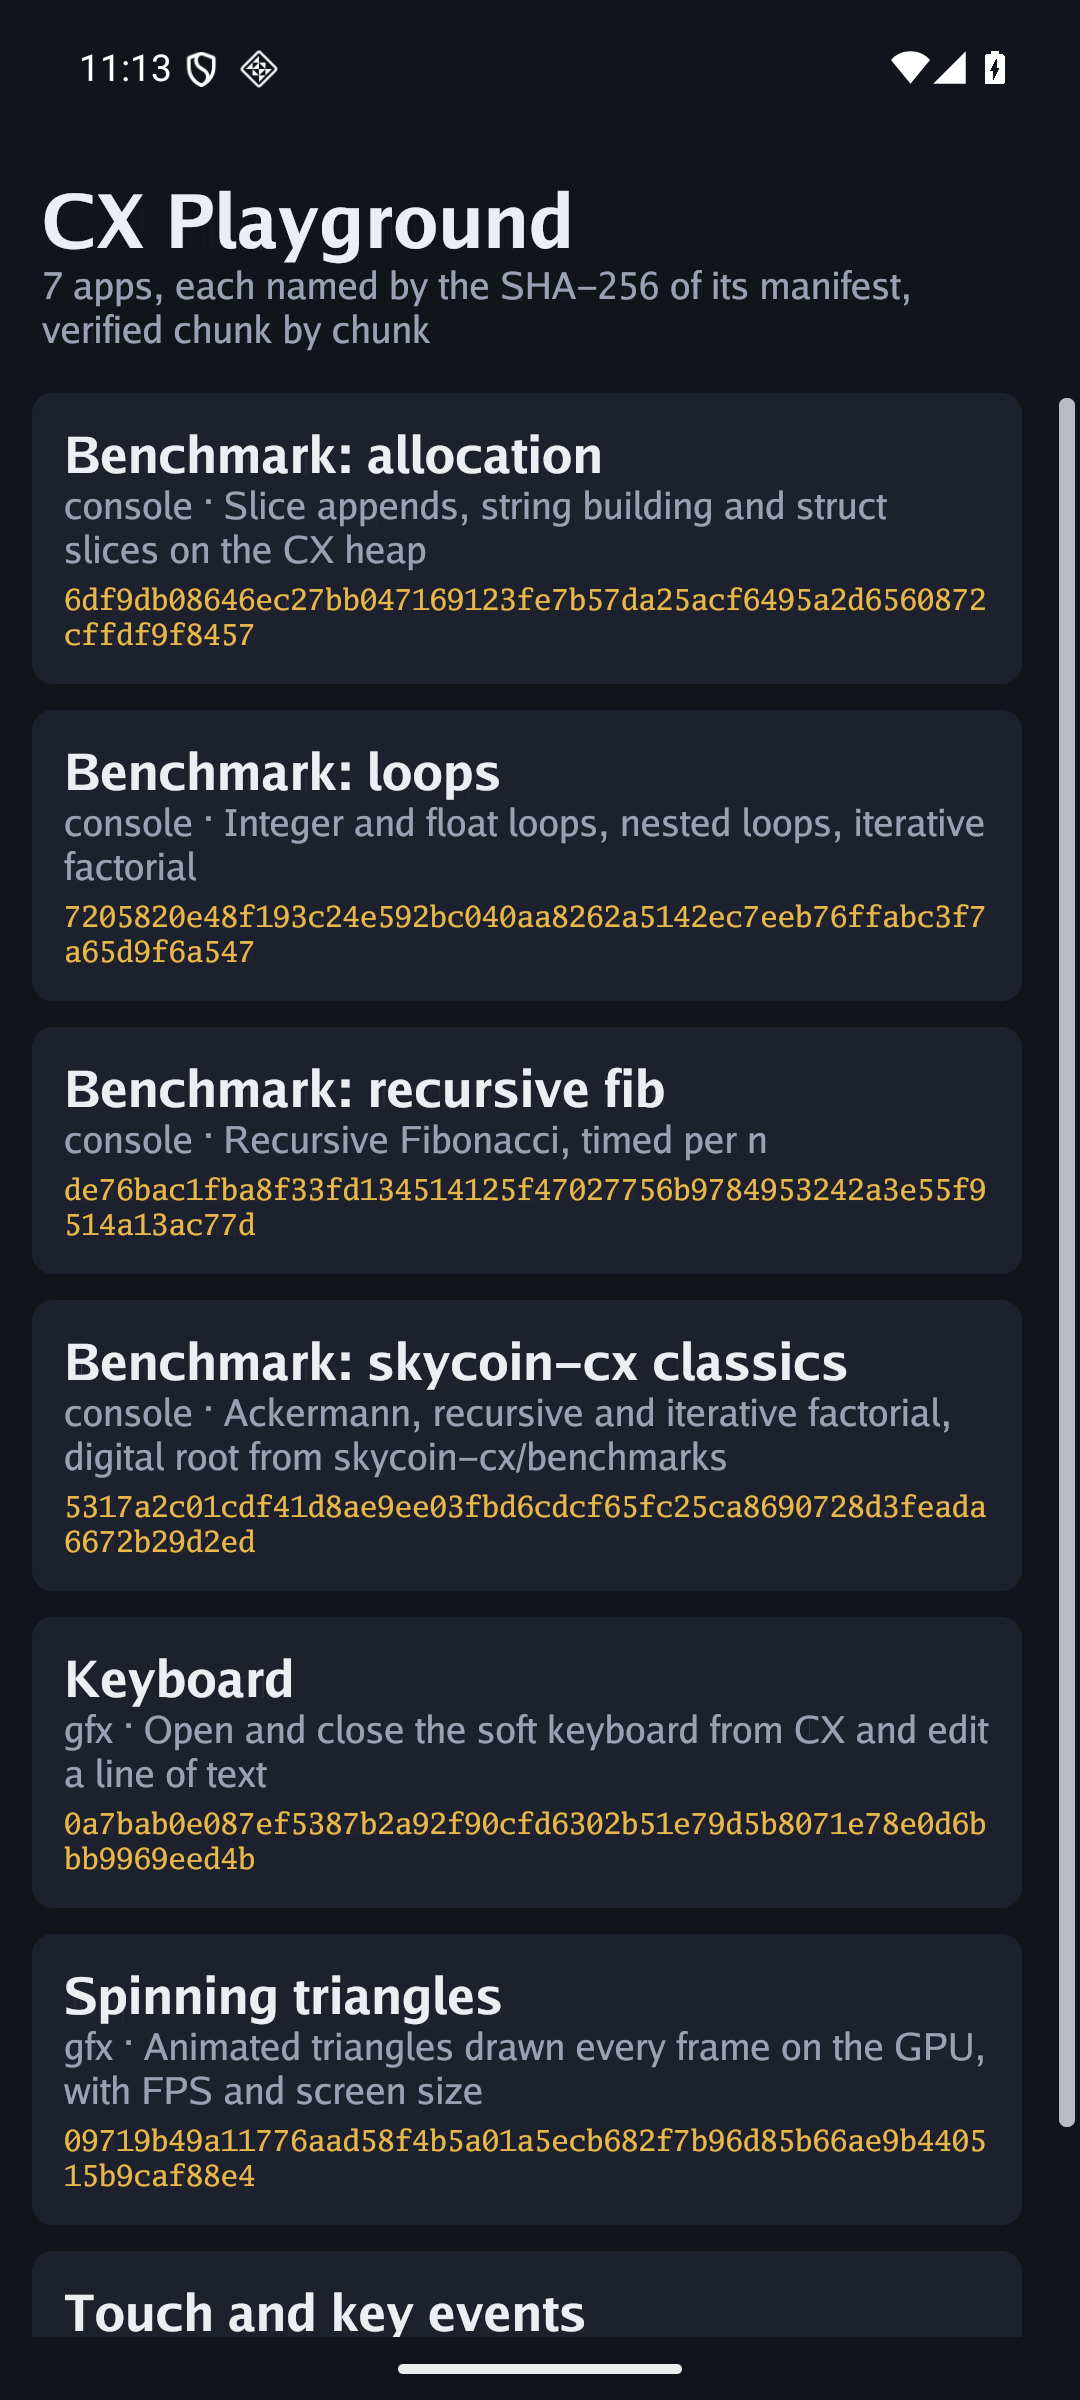 11:13
CX Playground
7 apps, each named by the SHA-256 of its manifest,
verified chunk by chunk
Benchmark: allocation
console · Slice appends, string building and struct
slices on the CX heap
6df9db08646ec27bb047169123fe7b57da25acf6495a2d6560872
cffdf9f8457
Benchmark: loops
console · Integer and float loops, nested loops, iterative
factorial
7205820e48f193c24e592bc040aa8262a5142ec7eeb76ffabc3f7
a65d9f6a547
Benchmark: recursive fib
console · Recursive Fibonacci, timed per n
de76bac1fba8f33fd134514125f47027756b9784953242a3e55f9
514a13ac77d
Benchmark: skycoin-cx classics
console · Ackermann, recursive and iterative factorial,
digital root from skycoin-cx/benchmarks
5317a2c01cdf41d8ae9ee03fbd6cdcf65fc25ca8690728d3feada
6672b29d2ed
Keyboard
gfx · Open and close the soft keyboard from CX and edit
a line of text
0a7bab0e087ef5387b2a92f90cfd6302b51e79d5b8071e78e0d6b
bb9969eed4b
Spinning triangles
gfx · Animated triangles drawn every frame on the GPU,
with FPS and screen size
09719b49a11776aad58f4b5a01a5ecb682f7b96d85b66ae9b4405
15b9caf88e4
Touch and key events